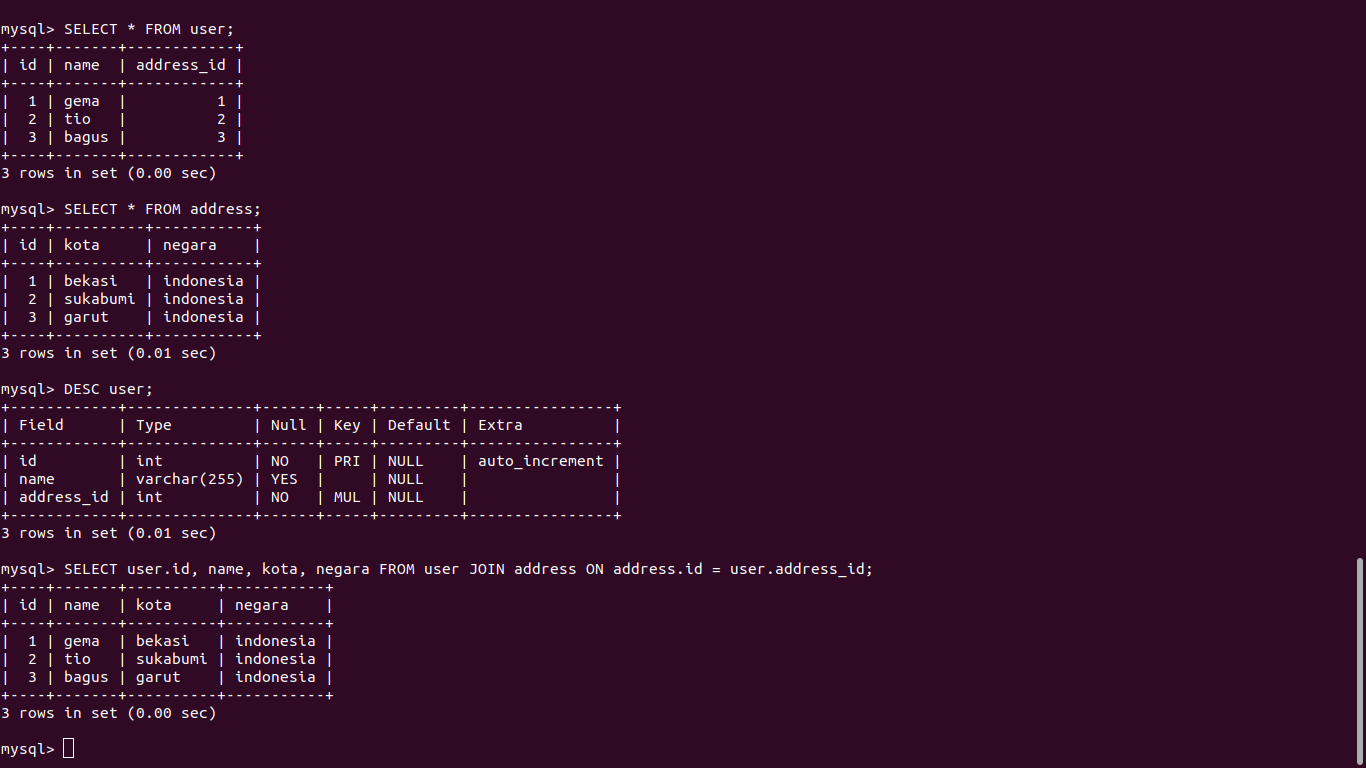 mysql> SELECT * FROM user;
+----+-------+------------+
| id | name  | address_id |
+----+-------+------------+
|  1 | gema  |          1 |
|  2 | tio   |          2 |
|  3 | bagus |          3 |
+----+-------+------------+
3 rows in set (0.00 sec)

mysql> SELECT * FROM address;
+----+----------+-----------+
| id | kota     | negara    |
+----+----------+-----------+
|  1 | bekasi   | indonesia |
|  2 | sukabumi | indonesia |
|  3 | garut    | indonesia |
+----+----------+-----------+
3 rows in set (0.01 sec)

mysql> DESC user;
+------------+--------------+------+-----+---------+----------------+
| Field      | Type         | Null | Key | Default | Extra          |
+------------+--------------+------+-----+---------+----------------+
| id         | int          | NO   | PRI | NULL    | auto_increment |
| name       | varchar(255) | YES  |     | NULL    |                |
| address_id | int          | NO   | MUL | NULL    |                |
+------------+--------------+------+-----+---------+----------------+
3 rows in set (0.01 sec)

mysql> SELECT user.id, name, kota, negara FROM user JOIN address ON address.id = user.address_id;
+----+-------+----------+-----------+
| id | name  | kota     | negara    |
+----+-------+----------+-----------+
|  1 | gema  | bekasi   | indonesia |
|  2 | tio   | sukabumi | indonesia |
|  3 | bagus | garut    | indonesia |
+----+-------+----------+-----------+
3 rows in set (0.00 sec)

mysql>